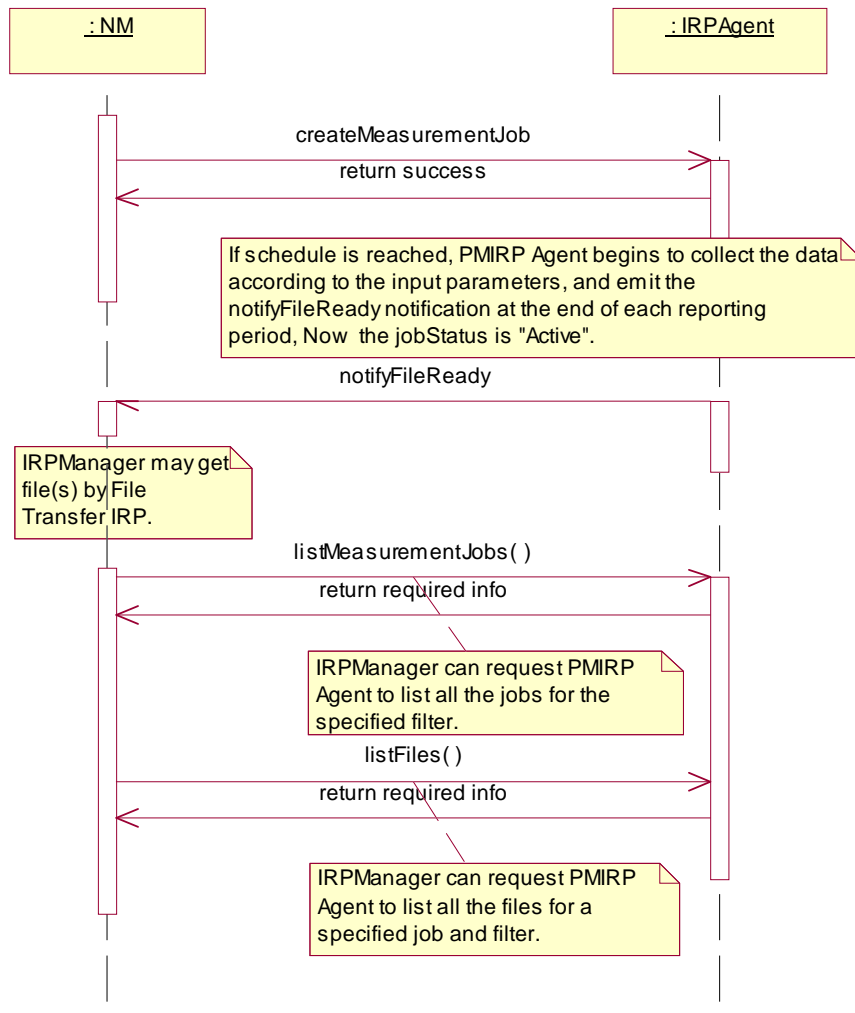 : NM
: IRPAgent
createMeasurementJob
return success
If schedule is reached, PMIRP Agent begins to collect the data
according to the input parameters, and emit the
notifyFileReady notification at the end of each reporting
period, Now the jobStatus is "Active".
notifyFileReady
IRPManager may get
file(s) by File
Transfer IRP.
listMeasurementJobs( )
return required info
IRPManager can request PMIRP
Agent to list all the jobs for the
specified filter.
listFiles( )
return required info
IRPManager can request PMIRP
Agent to list all the files for a
specified job and filter.